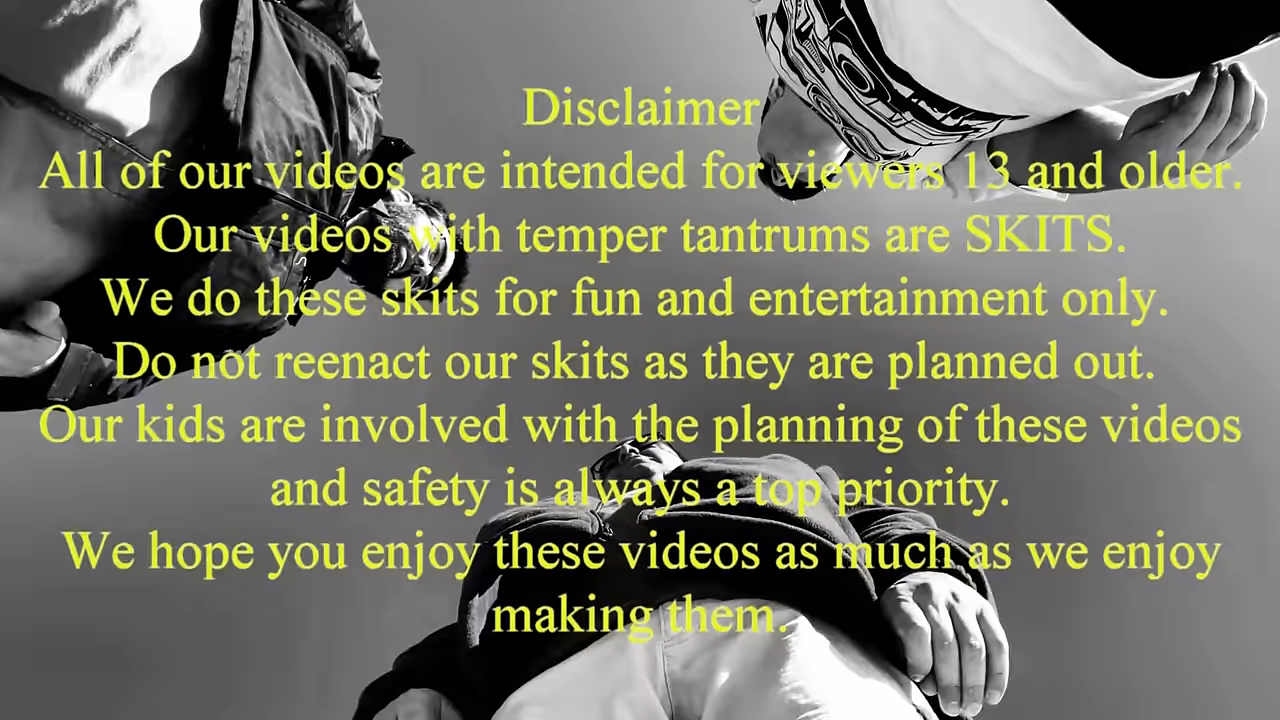 Disclaimer
All of our videos are intended for viewers 13 and older.
Our videos with temper tantrums are SKITS.
We do these skits for fun and entertainment only.
Do not reenact our skits as they are planned out.
Our kids are involved with the planning of these videos
and safety is always a top priority.
We hope you enjoy these videos as much as we enjoy
making them.